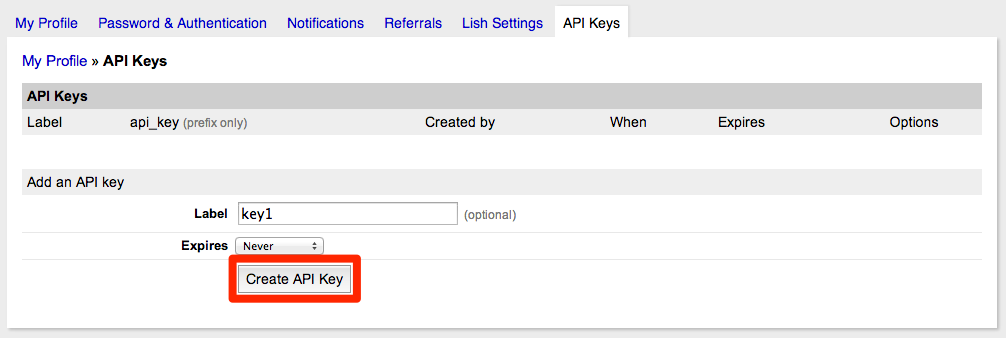 My Profile Password & Authentication Notifications Referrals Lish Settings API Keys
My Profile » API Keys
API Keys
Label api_key (prefix only) Created by When Expires Options
Add an API key
Label key1 (optional)
Expires Never
Create API Key